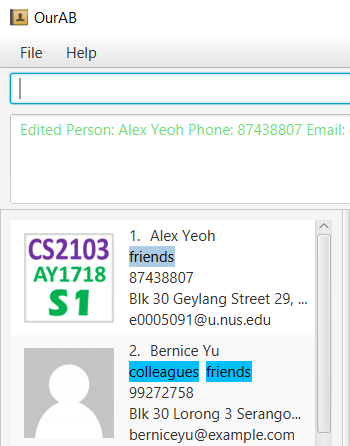 OurAB
File Help
Edited Person: Alex Yeoh Phone: 87438807 Email:
CS2103
AY1718
S1
1. Alex Yeoh
friends
87438807
Blk 30 Geylang Street 29, ...
e0005091@u.nus.edu
2. Bernice Yu
colleagues friends
99272758
Blk 30 Lorong 3 Serango...
berniceyu@example.com